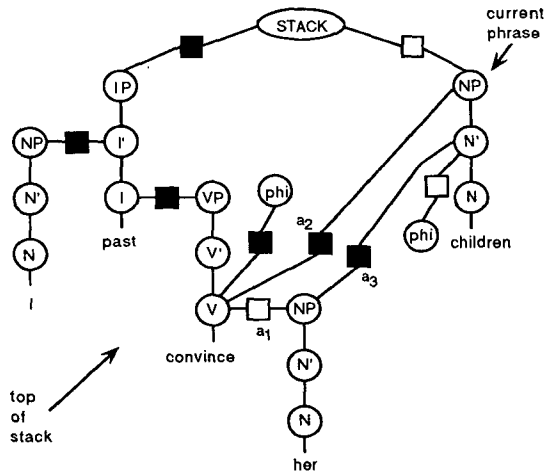 STACK
current
phrase
IP
NP
NP
I'
N'
N'
I
VP
phi
N
a2
phi
children
past
N
V'
I
a3
V
NP
a1
convince
N'
top
of
stack
N
her